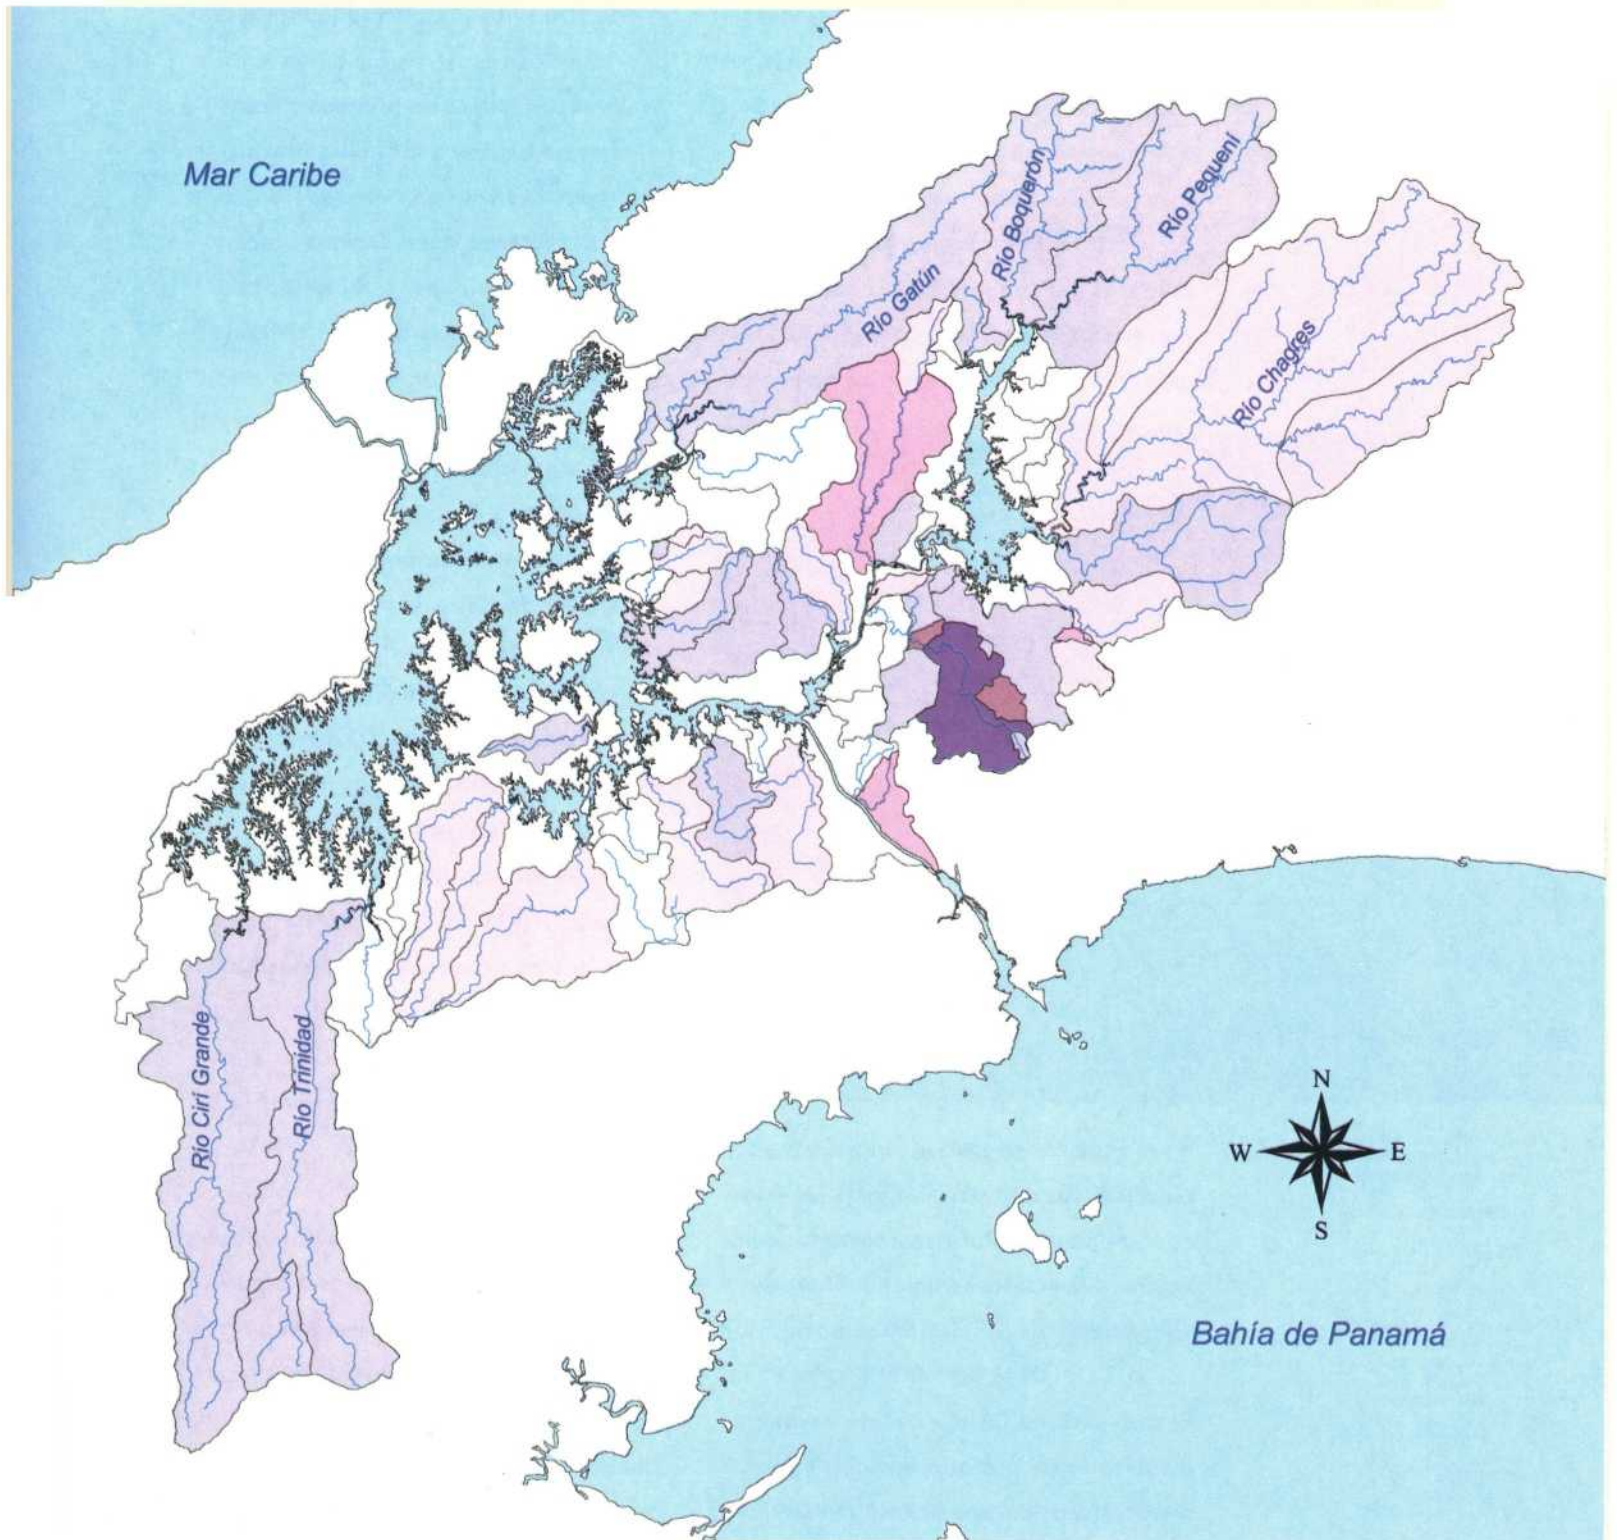 Mar Caribe
Río Boquerón
Río Pequení
Río Gatún
Río Chagres
Río Cirí Grande
Río Trinidad
N
W
E
S
Bahía de Panamá